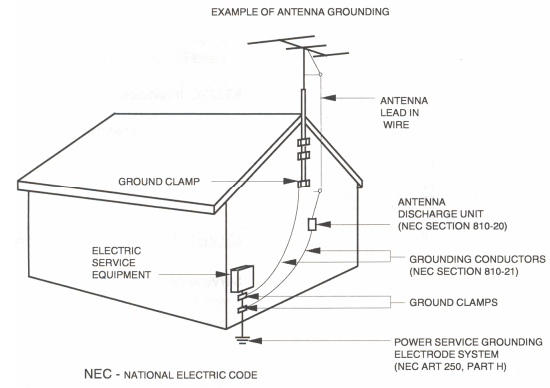 EXAMPLE OF ANTENNA GROUNDING
ANTENNA
LEAD IN
WIRE
GROUND CLAMP
ANTENNA
DISCHARGE UNIT
(NEC SECTION 810-20)
ELECTRIC
SERVICE
EQUIPMENT
GROUNDING CONDUCTORS
(NEC SECTION 810-21)
GROUND CLAMPS
POWER SERVICE GROUNDING
ELECTRODE SYSTEM
(NEC ART 250, PART H)
NEC - NATIONAL ELECTRIC CODE